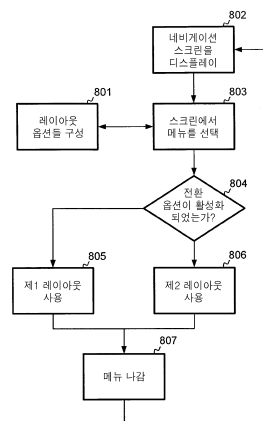 802
네비게이션
스크린을
디스플레이
801
레이아웃
옵션들 구성
803
스크린에서
메뉴를 선택
804
전환
옵션이 활성화
되었는가?
805
제1 레이아웃
사용
806
제2 레이아웃
사용
807
메뉴 나감